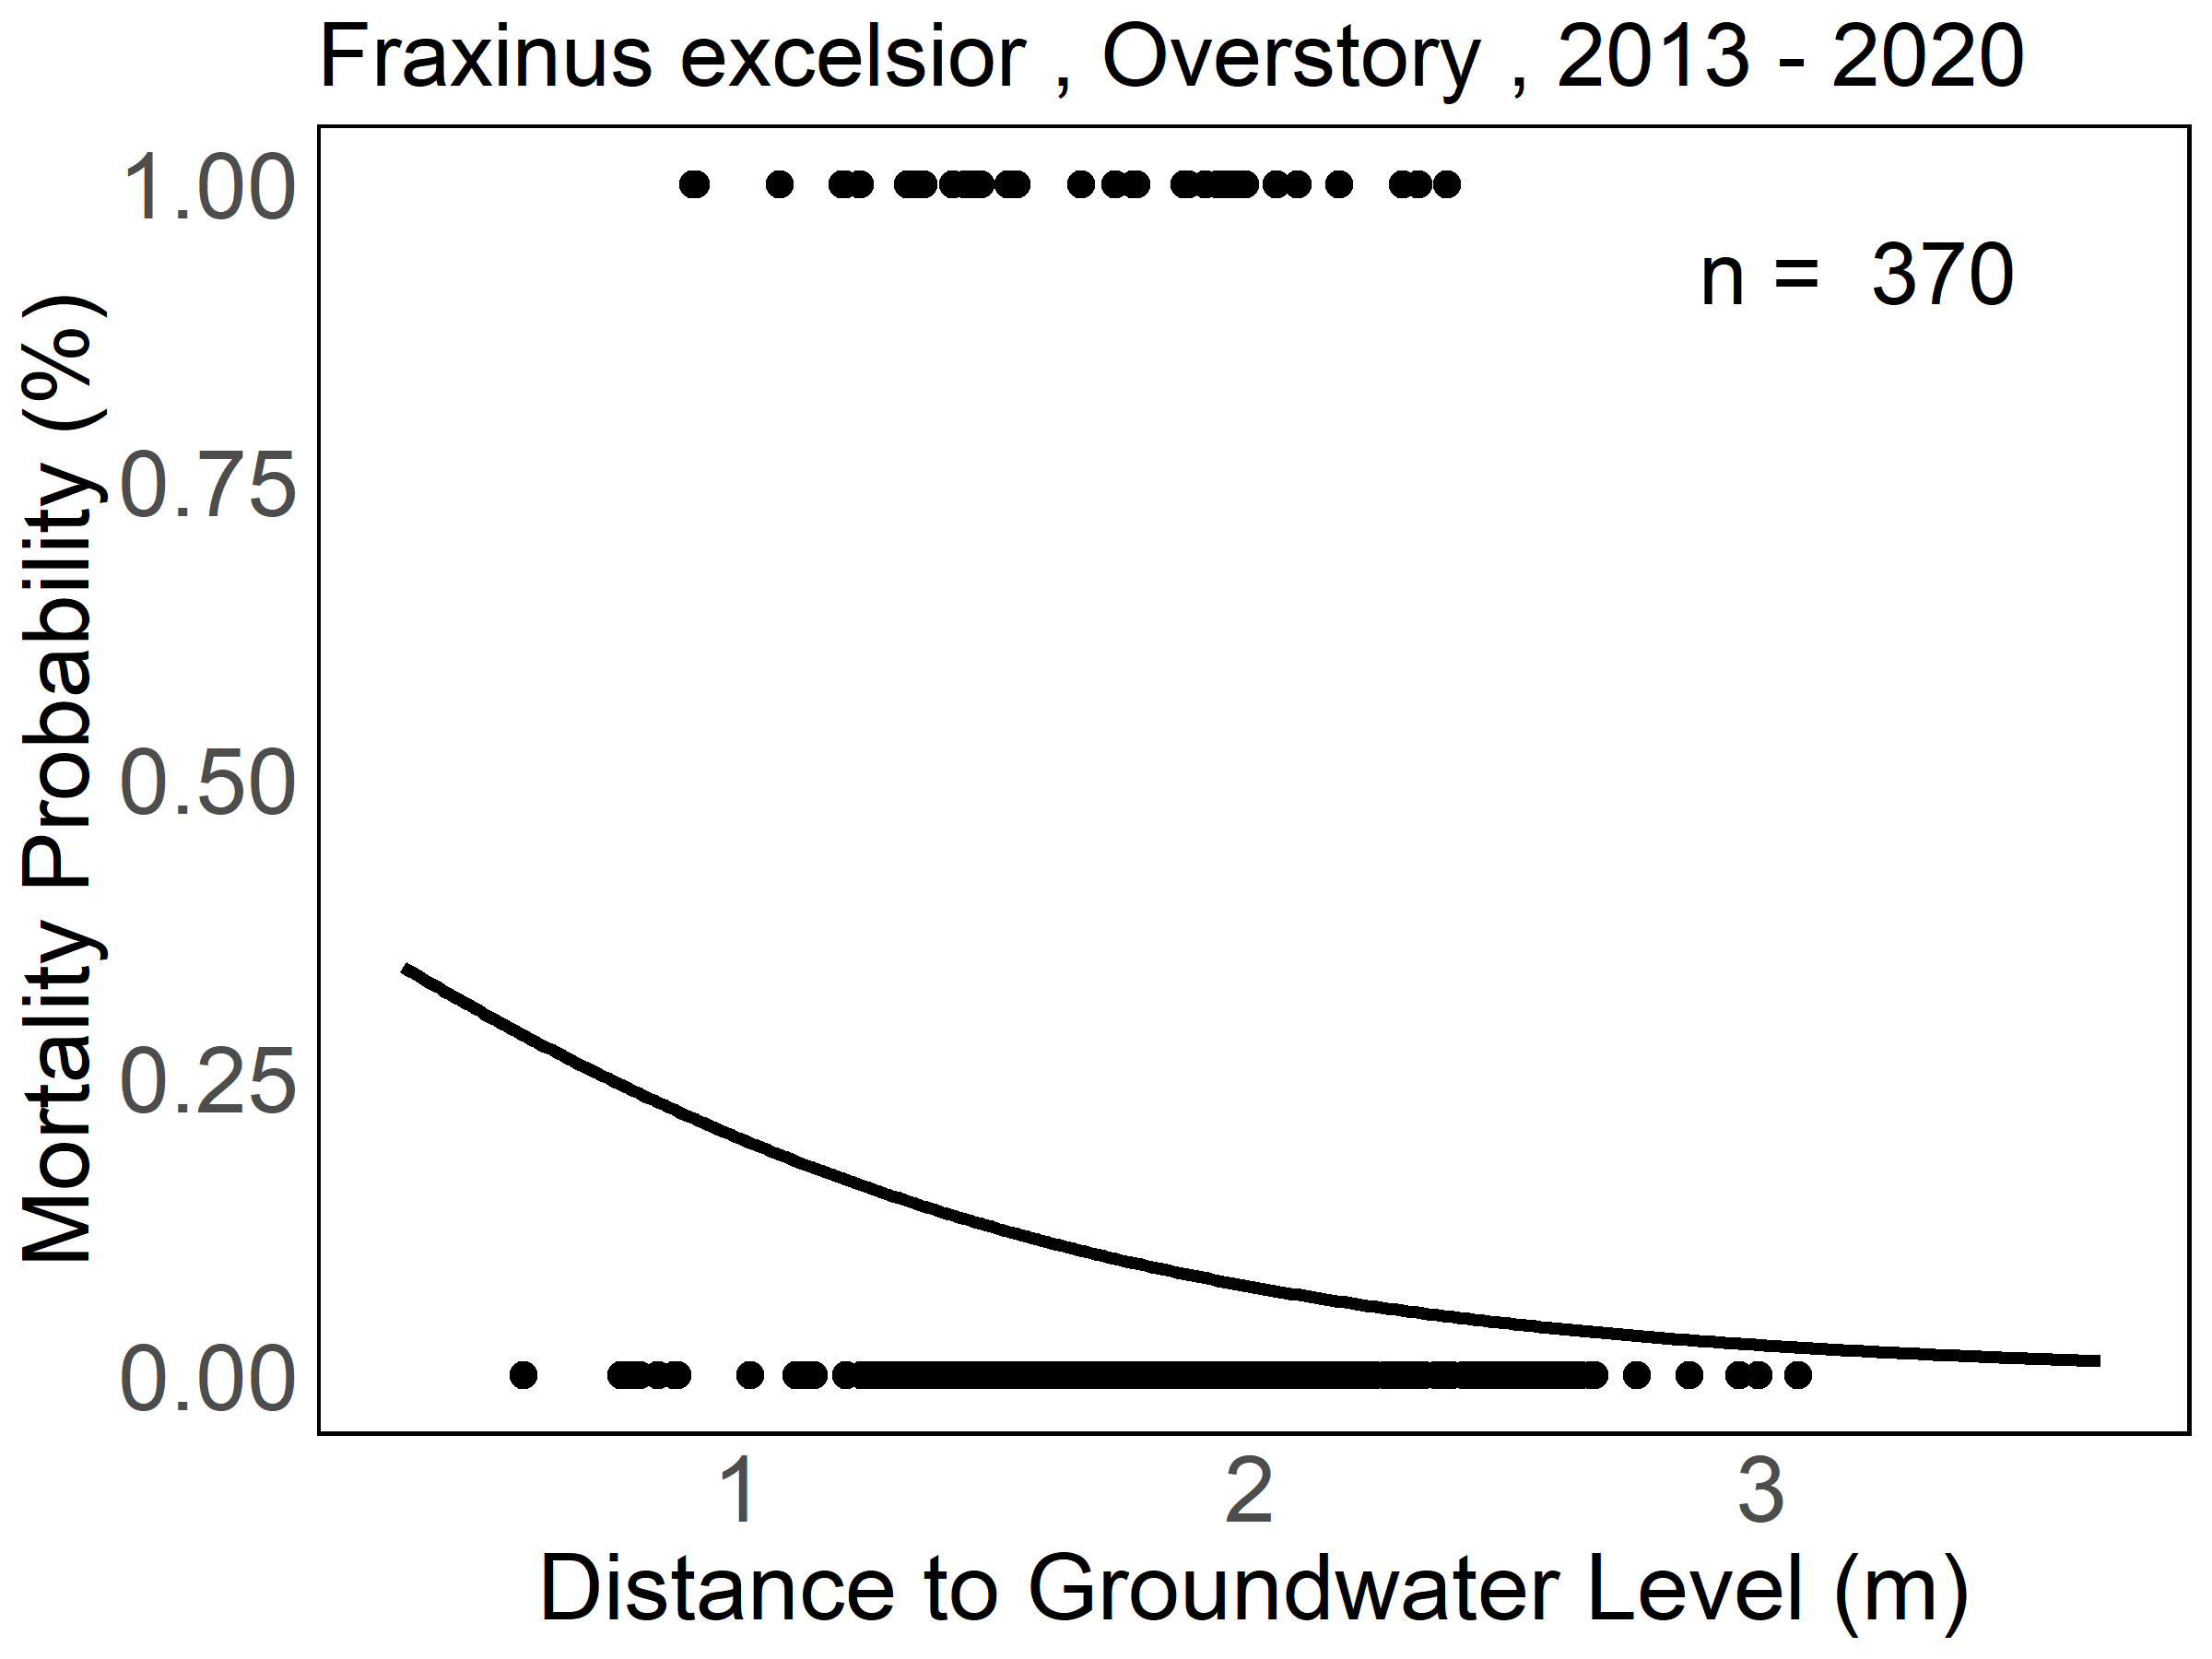 Fraxinus excelsior , Overstory , 2013 - 2020
1.00
n = 370
0.75
0.50
0.25
0.00
Mortality Probability (%)
1 2 3
Distance to Groundwater Level (m)